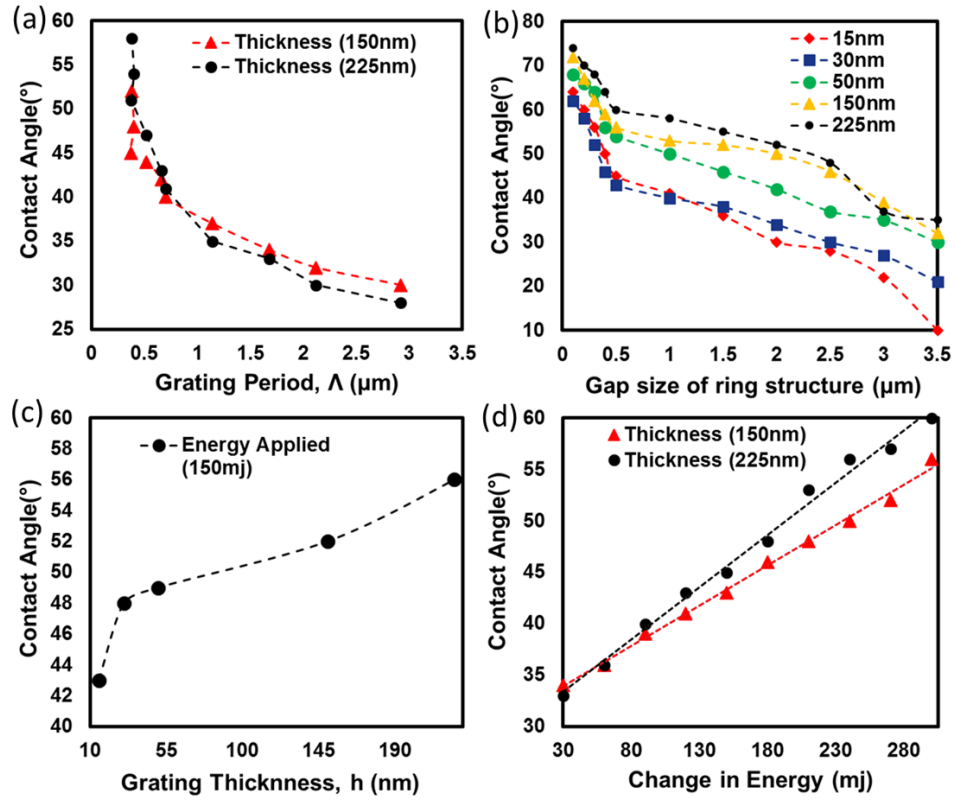 (a)
60
55
50
45
40
35
30
25
Contact Angle(°)
Thickness (150nm)
Thickness (225nm)
0 0.5 1 1.5 2 2.5 3 3.5
Grating Period, Λ (µm)
(b)
80
70
60
50
40
30
20
10
Contact Angle(°)
15nm
30nm
50nm
150nm
225nm
0 0.5 1 1.5 2 2.5 3 3.5
Gap size of ring structure (µm)
(c)
60
58
56
54
52
50
48
46
44
42
40
Contact Angle(°)
Energy Applied
(150mj)
10 55 100 145 190
Grating Thicknness, h (nm)
(d)
60
55
50
45
40
35
30
Contact Angle(°)
Thickness (150nm)
Thickness (225nm)
30 80 130 180 230 280
Change in Energy (mj)